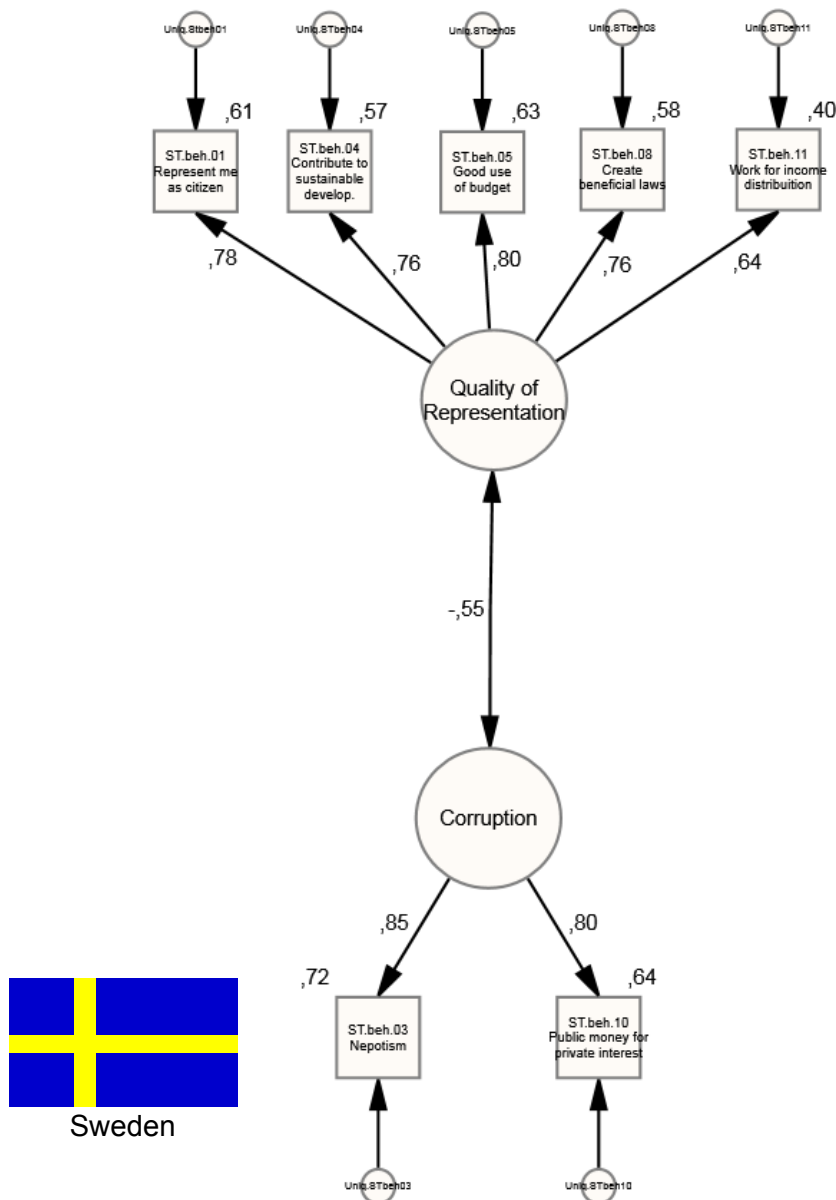 Uniq.Stbeh01
Uniq.STbeh04
Uniq.STbeh05
Uniq.STbeh08
Uniq.STbeh11
,61
,57
,63
,58
,40
ST.beh.01
Represent me
as citizen
ST.beh.04
Contribute to
sustainable
develop.
ST.beh.05
Good use
of budget
ST.beh.08
Create
beneficial laws
ST.beh.11
Work for income
distribuition
,78
,76
,80
,76
,64
Quality of
Representation
-,55
Corruption
,85
,80
,72
,64
ST.beh.03
Nepotism
ST.beh.10
Public money for
private interest
Sweden
Uniq.STbeh03
Uniq.STbeh10